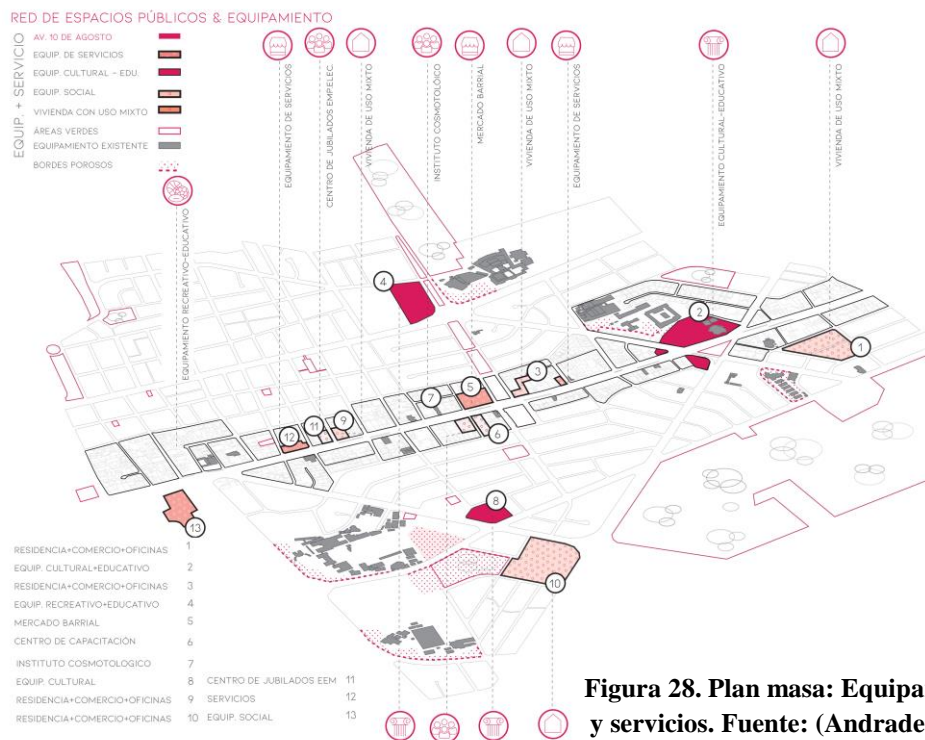 RED DE ESPACIOS PÚBLICOS & EQUIPAMIENTO
EQUIP. + SERVICIO
AV. 10 DE AGOSTO
EQUIP. DE SERVICIOS
EQUIP. CULTURAL - EDU.
EQUIP. SOCIAL
VIVIENDA CON USO MIXTO
ÁREAS VERDES
EQUIPAMIENTO EXISTENTE
BORDES POROSOS
EQUIPAMIENTO RECREATIVO-EDUCATIVO
EQUIPAMIENTO DE SERVICIOS
CENTRO DE JUBILADOS EMP.ELEC
VIVIENDA DE USO MIXTO
INSTITUTO COSMOTOLÓICO
MERCADO BARRIAL
VIVIENDA DE USO MIXTO
EQUIPAMIENTO DE SERVICIOS
EQUIPAMIENTO CULTURAL-EDUCATIVO
VIVIENDA DE USO MIXTO
4
2
1
3
5
7
9
11
12
6
8
13
10
RESIDENCIA+COMERCIO+OFICINAS 1
EQUIP. CULTURAL+EDUCATIVO 2
RESIDENCIA+COMERCIO+OFICINAS 3
EQUIP. RECREATIVO+EDUCATIVO 4
MERCADO BARRIAL 5
CENTRO DE CAPACITACIÓN 6
INSTITUTO COSMOTOLOGICO 7
EQUIP. CULTURAL 8 CENTRO DE JUBILADOS EEM 11
RESIDENCIA+COMERCIO+OFICINAS 9 SERVICIOS 12
RESIDENCIA+COMERCIO+OFICINAS 10 EQUIP. SOCIAL 13
Figura 28. Plan masa: Equipa
y servicios. Fuente: (Andrade